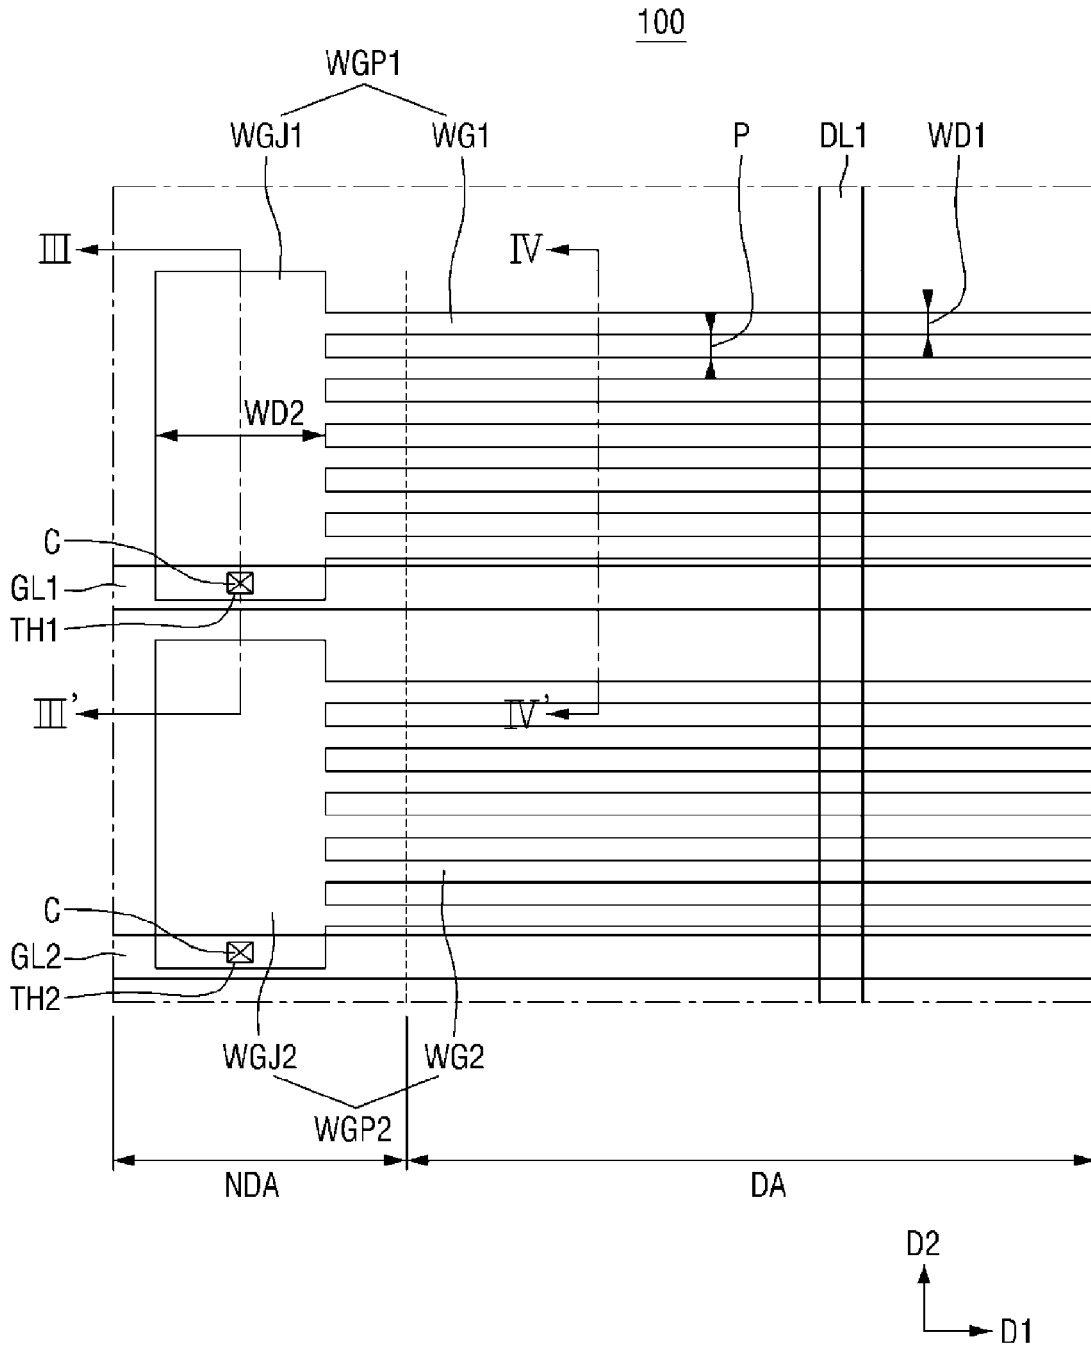 100
WGP1
WGJ1 WG1 P DL1 WD1
III IV
WD2
C
GL1
TH1
III' IV'
C
GL2
TH2
WGJ2 WG2
WGP2
NDA DA
D2
D1